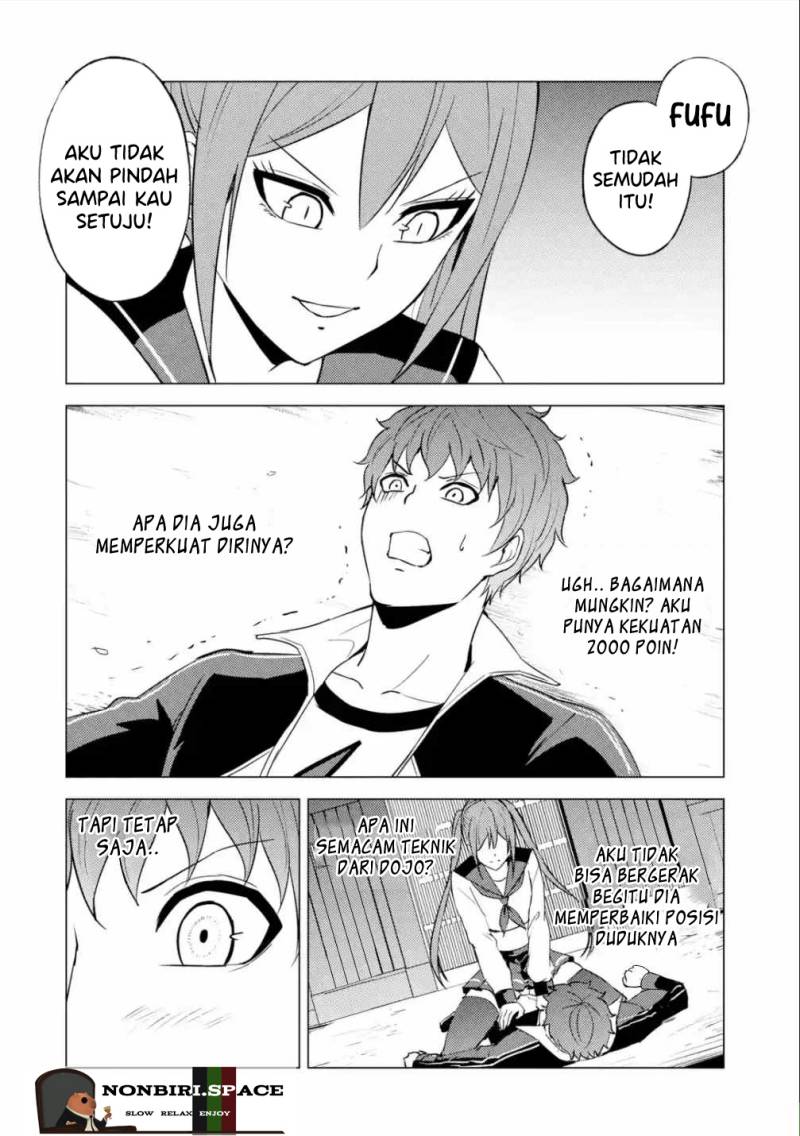 FUFU
TIDAK
SEMUDAH
ITU!
AKU TIDAK
AKAN PINDAH
SAMPAI KAU
SETUJU!
APA DIA JUGA
MEMPERKUAT DIRINYA?
UGH.. BAGAIMANA
MUNGKIN? AKU
PUNYA KEKUATAN
2000 POIN!
TAPI TETAP
SAJA..
APA INI
SEMACAM TEKNIK
DARI DOJO?
AKU TIDAK
BISA BERGERAK
BEGITU DIA
MEMPERBAIKI POSISI
DUDUKNYA
NONBIRI.SPACE
SLOW RELAX ENJOY